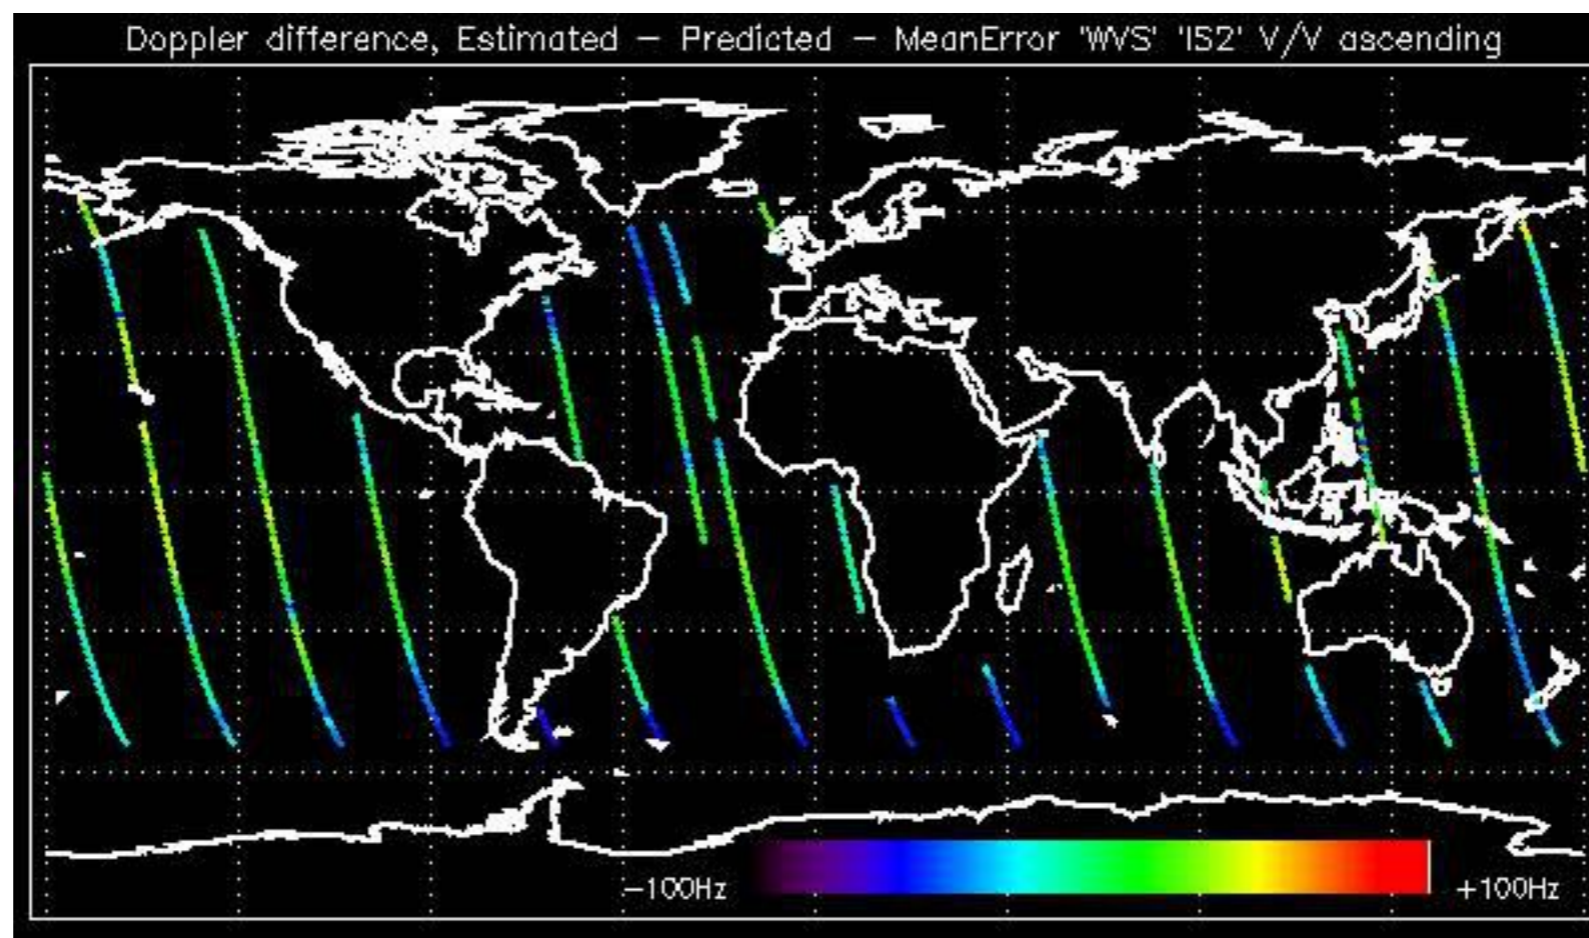 Doppler difference, Estimated — Predicted — MeanError 'WVS' 'IS2' V/V ascending
−100Hz +100Hz